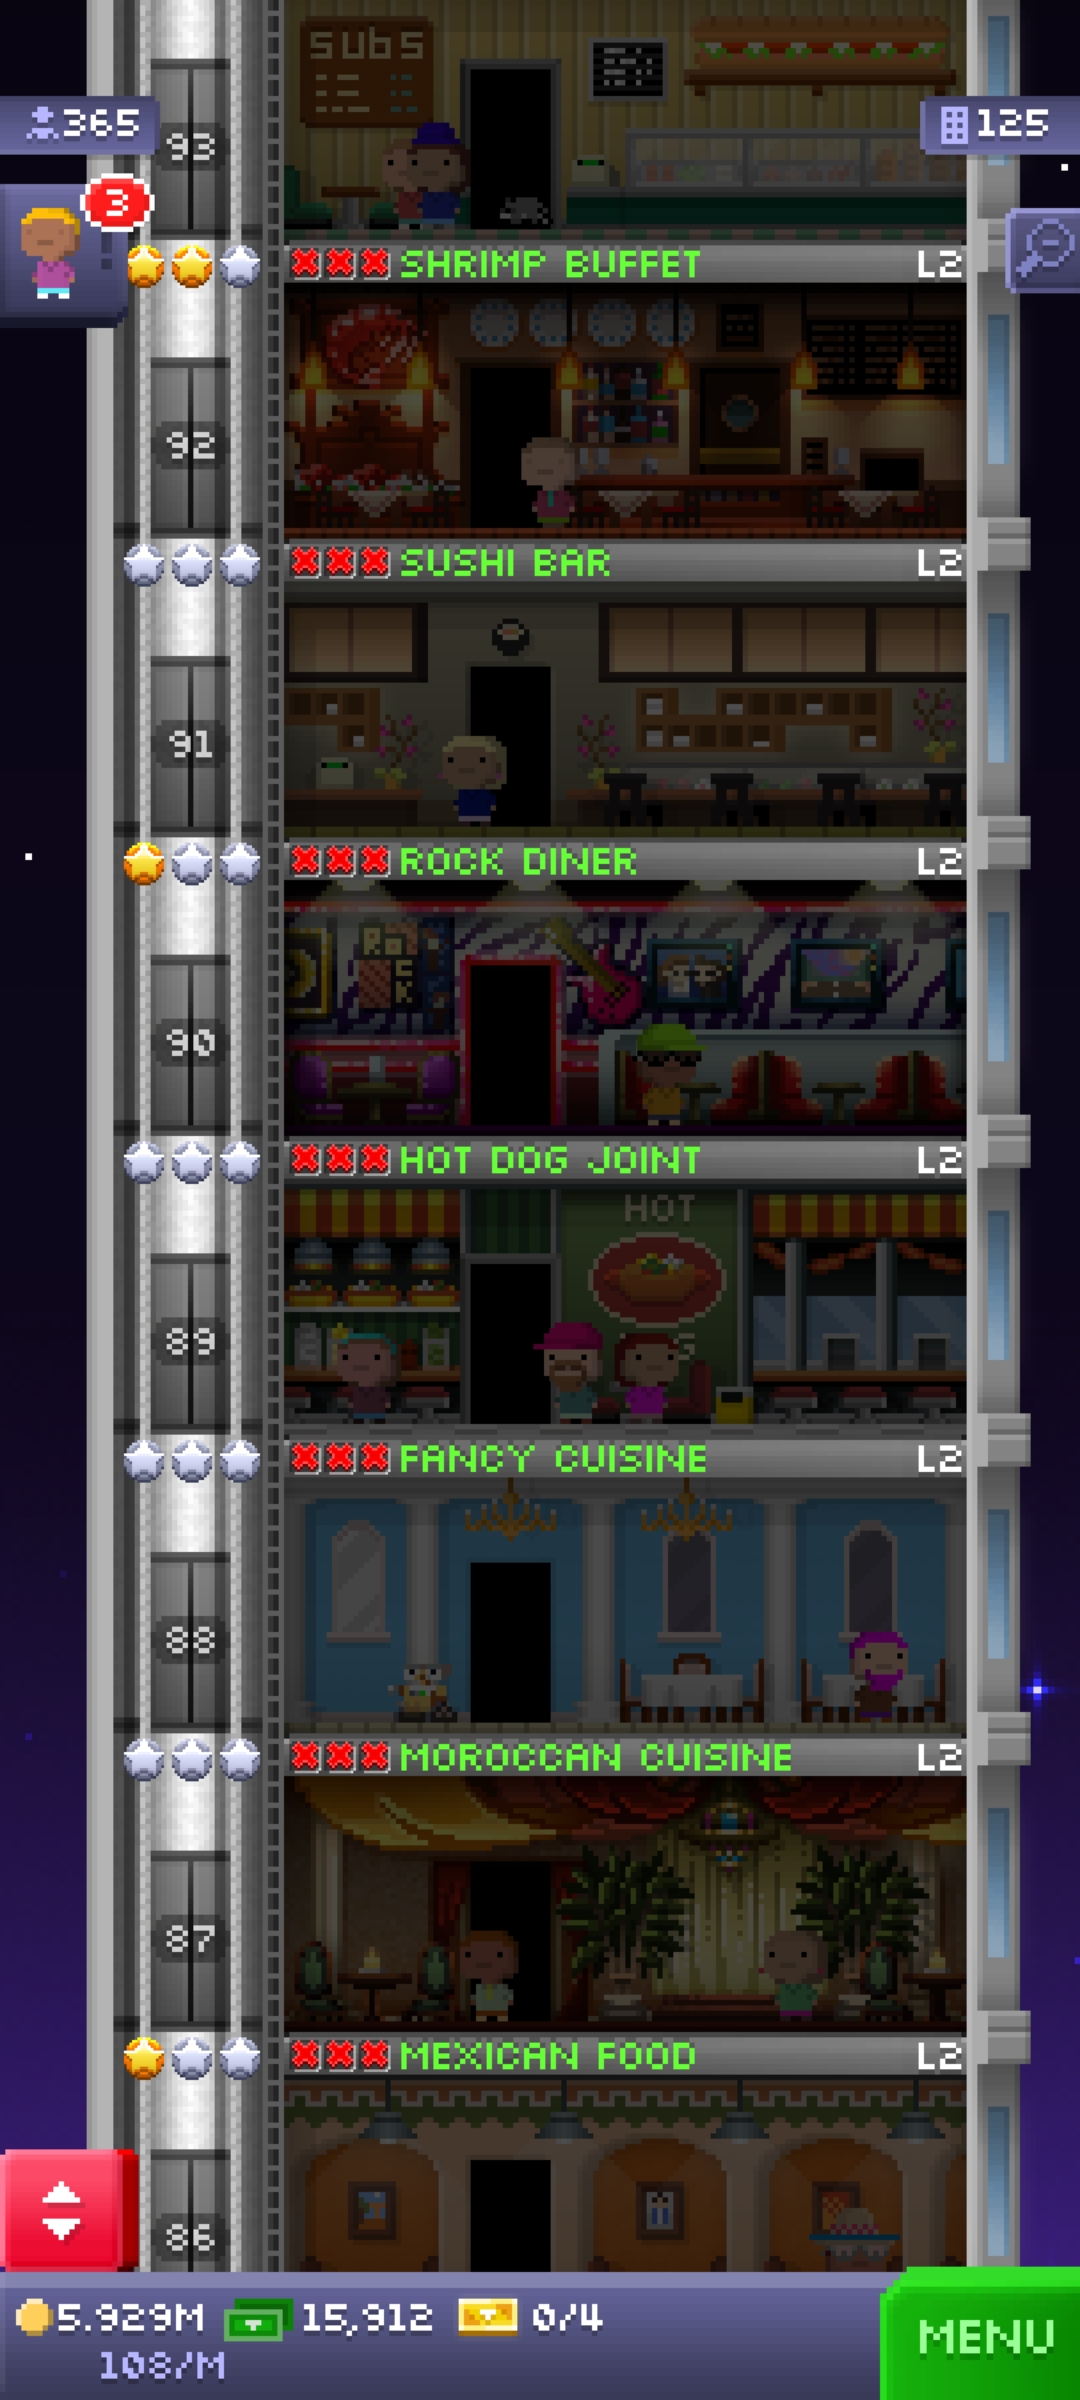 SUBS
365
93
125
3
SHRIMP BUFFET L2
92
SUSHI BAR L2
91
ROCK DINER L2
ROCK
90
HOT DOG JOINT L2
HOT
89
FANCY CUISINE L2
88
MOROCCAN CUISINE L2
87
MEXICAN FOOD L2
86
5.929M 15,912 0/4
108/M
MENU